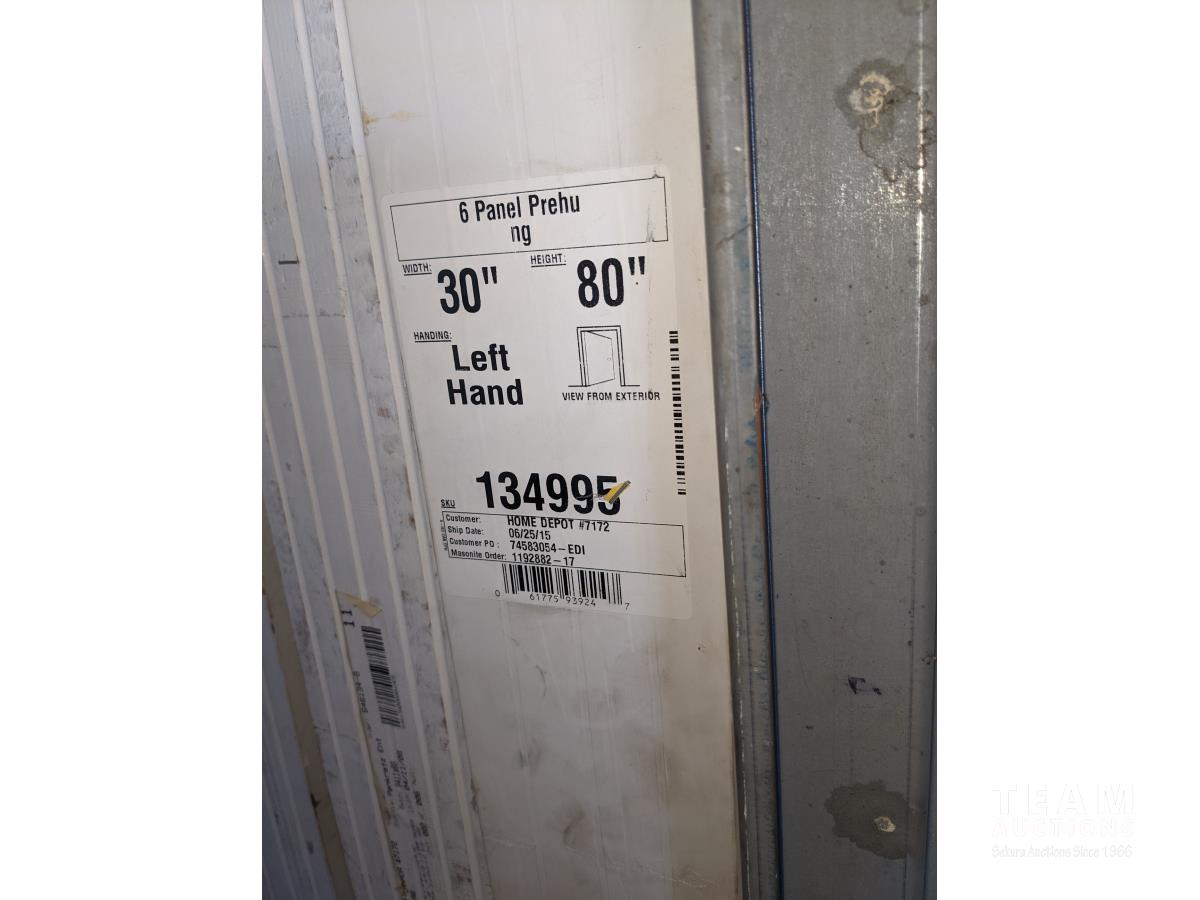 6 Panel Prehu
ng
WIDTH: 30" HEIGHT: 80"
HANDING:
Left
Hand
VIEW FROM EXTERIOR
SKU 134995
Customer: HOME DEPOT #7172
Ship Date: 06/25/15
Customer PO : 74583054-EDI
Masonite Order: 1192882-17
0 61775 93924 7
11
TEAM
AUCTIONS
Sekura Auctions Since 1966